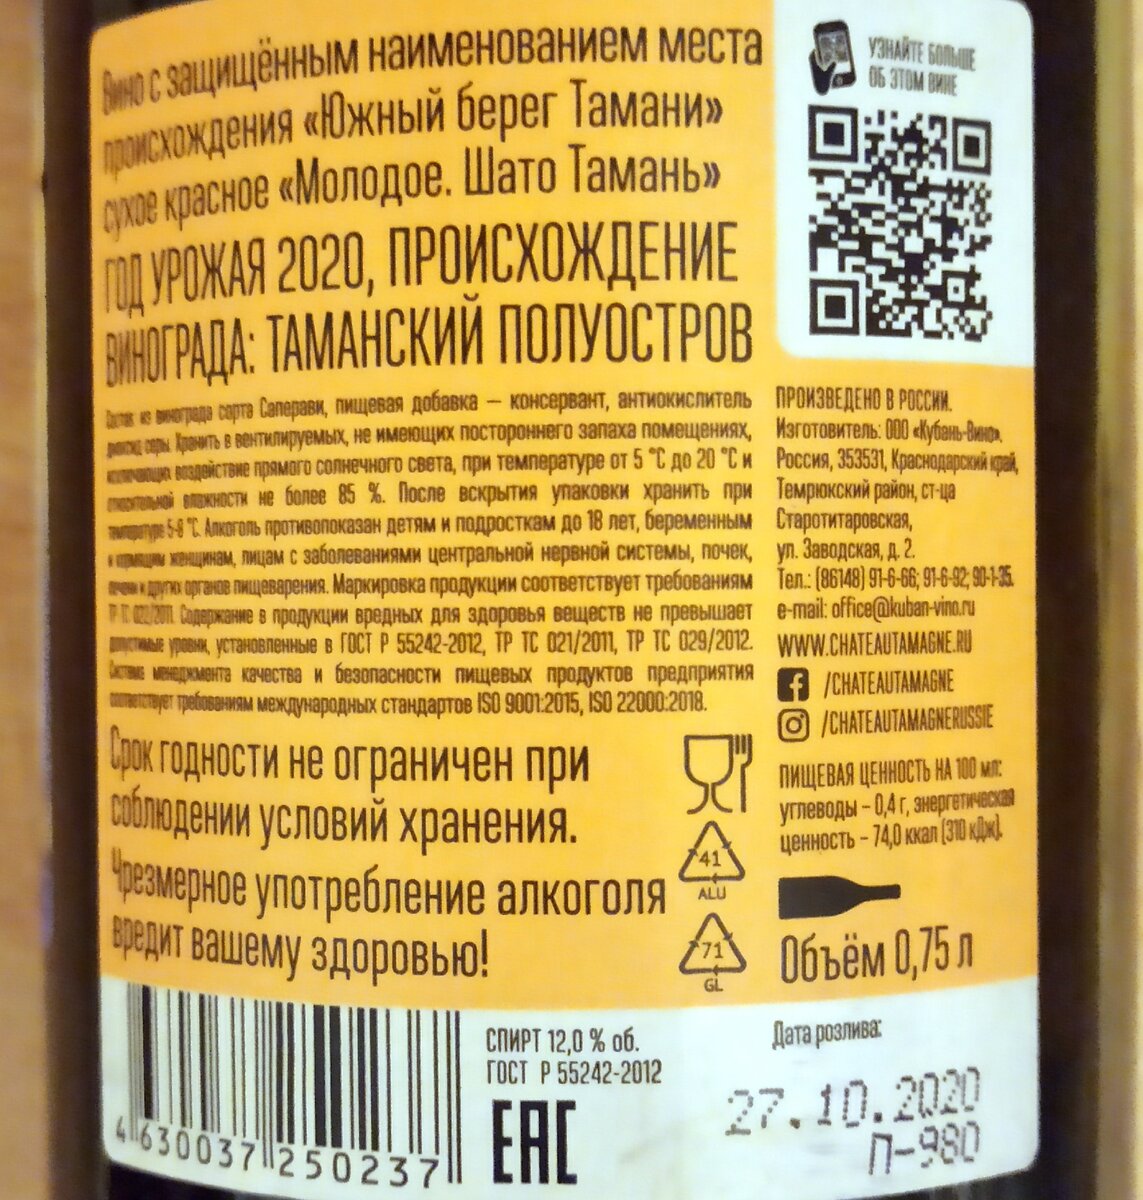 Вино с защищённым наименованием места
происхождения «Южный берег Тамани»
сухое красное «Молодое. Шато Тамань»
ГОД УРОЖАЯ 2020, ПРОИСХОЖДЕНИЕ
ВИНОГРАДА: ТАМАНСКИЙ ПОЛУОСТРОВ
Состав: из винограда сорта Саперави, пищевая добавка — консервант, антиокислитель
диоксид серы. Хранить в вентилируемых, не имеющих постороннего запаха помещениях,
исключающих воздействие прямого солнечного света, при температуре от 5 °С до 20 °С и
относительной влажности не более 85 %. После вскрытия упаковки хранить при
температуре 5-8 °С. Алкоголь противопоказан детям и подросткам до 18 лет, беременным
и кормящим женщинам, лицам с заболеваниями центральной нервной системы, почек,
печени и других органов пищеварения. Маркировка продукции соответствует требованиям
ТР ТС 022/2011. Содержание в продукции вредных для здоровья веществ не превышает
допустимые уровни, установленные в ГОСТ Р 55242-2012, ТР ТС 021/2011, ТР ТС 029/2012.
Система менеджмента качества и безопасности пищевых продуктов предприятия
соответствует требованиям международных стандартов ISO 9001:2015, ISO 22000:2018.
Срок годности не ограничен при
соблюдении условий хранения.
Чрезмерное употребление алкоголя
вредит вашему здоровью!
41
ALU
71
GL
УЗНАЙТЕ БОЛЬШЕ
ОБ ЭТОМ ВИНЕ
ПРОИЗВЕДЕНО В РОССИИ.
Изготовитель: ООО «Кубань-Вино»,
Россия, 353531, Краснодарский край,
Темрюкский район, ст-ца
Старотитаровская,
ул. Заводская, д. 2.
Тел.: (86148) 91-6-66; 91-6-92; 90-1-35.
e-mail: office@kuban-vino.ru
WWW.CHATEAUTAMAGNE.RU
/CHATEAUTAMAGNE
/CHATEAUTAMAGNERUSSIE
ПИЩЕВАЯ ЦЕННОСТЬ НА 100 мл:
углеводы – 0,4 г, энергетическая
ценность – 74,0 ккал (310 кДж).
Объём 0,75 л
4 630037 250237
СПИРТ 12,0 % об.
ГОСТ Р 55242-2012
EAC
Дата розлива:
27.10.2020
П-980